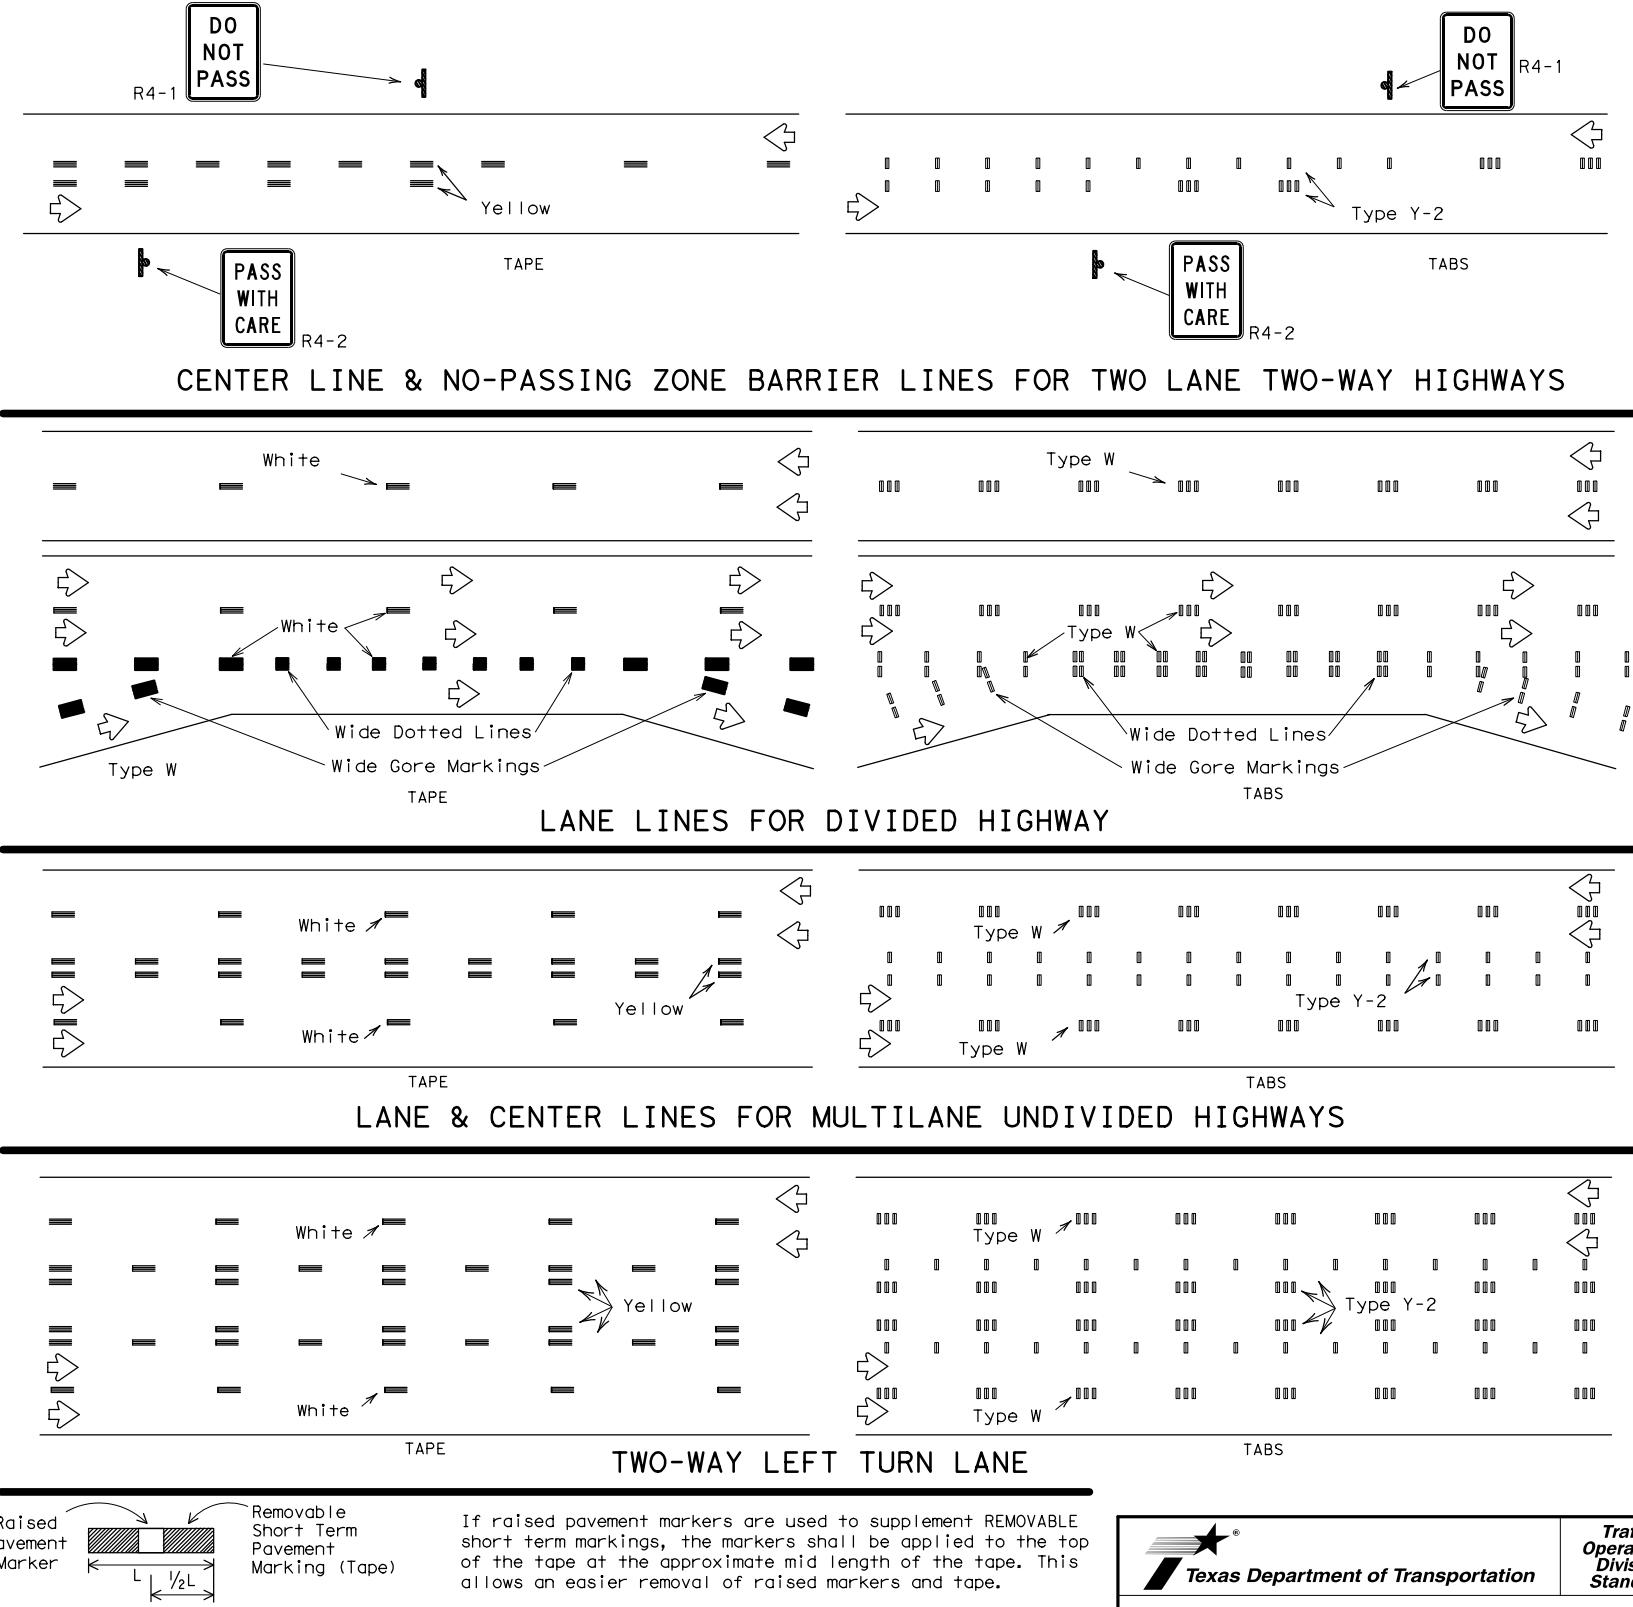 DO
NOT
PASS
R4-1
DO
NOT
PASS
R4-1
Yellow
Type Y-2
TAPE
TABS
PASS
WITH
CARE
R4-2
PASS
WITH
CARE
R4-2
CENTER LINE & NO-PASSING ZONE BARRIER LINES FOR TWO LANE TWO-WAY HIGHWAYS
White
Type W
White
Type W
Wide Dotted Lines
Wide Dotted Lines
Type W
Wide Gore Markings
Wide Gore Markings
TAPE
TABS
LANE LINES FOR DIVIDED HIGHWAY
White
Type W
Yellow
Type Y-2
White
Type W
TAPE
TABS
LANE & CENTER LINES FOR MULTILANE UNDIVIDED HIGHWAYS
White
Type W
Yellow
Type Y-2
White
Type W
TAPE
TABS
TWO-WAY LEFT TURN LANE
Raised
avement
Marker
L
1/2L
Removable
Short Term
Pavement
Marking (Tape)
If raised pavement markers are used to supplement REMOVABLE
short term markings, the markers shall be applied to the top
of the tape at the approximate mid length of the tape. This
allows an easier removal of raised markers and tape.
®
Texas Department of Transportation
Traf
Opera
Divis
Stan